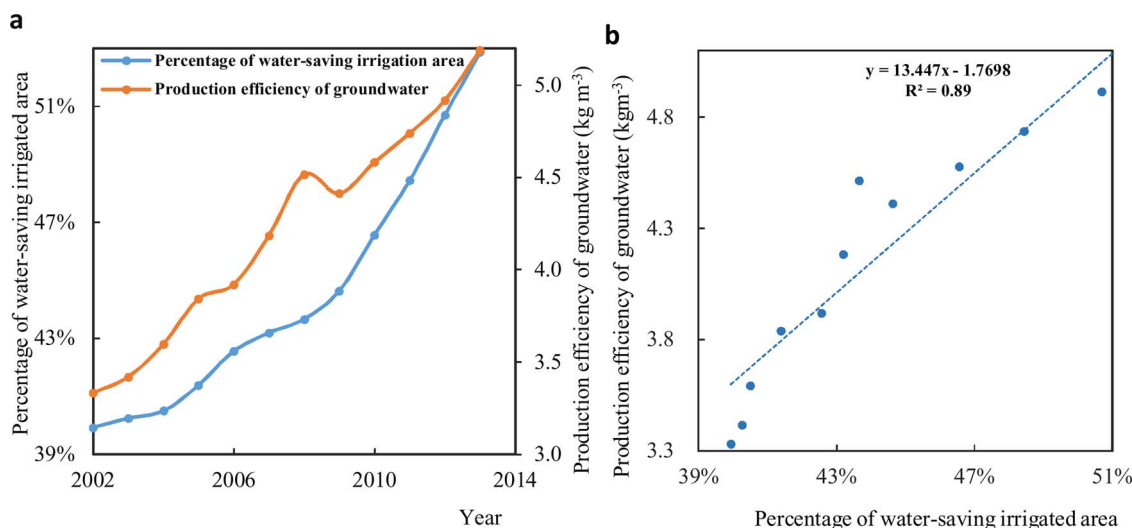 a
Percentage of water-saving irrigation area
Production efficiency of groundwater
Percentage of water-saving irrigated area
51%
47%
43%
39%
5.0
4.5
4.0
3.5
3.0
Production efficiency of groundwater (kg m-3)
2002
2006
2010
2014
Year
b
y = 13.447x - 1.7698
R² = 0.89
Production efficiency of groundwater (kgm-3)
4.8
4.3
3.8
3.3
39%
43%
47%
51%
Percentage of water-saving irrigated area